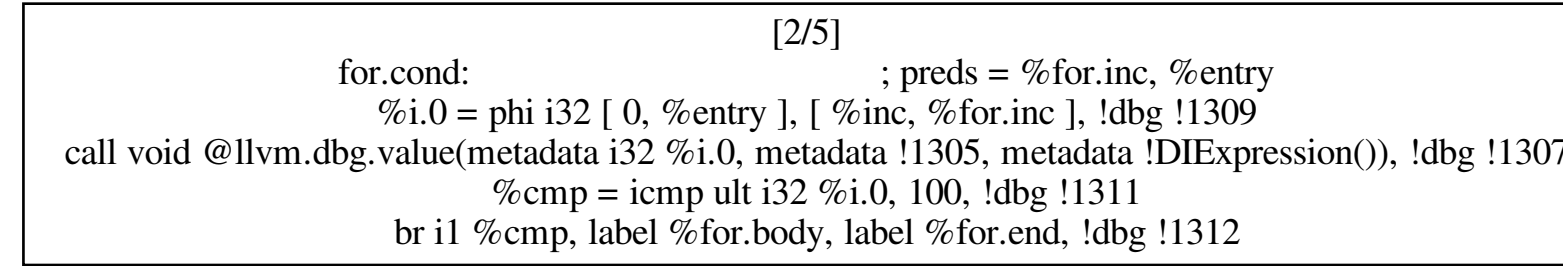 [2/5]
for.cond: ; preds = %for.inc, %entry
%i.0 = phi i32 [ 0, %entry ], [ %inc, %for.inc ], !dbg !1309
call void @llvm.dbg.value(metadata i32 %i.0, metadata !1305, metadata !DIExpression()), !dbg !1307
%cmp = icmp ult i32 %i.0, 100, !dbg !1311
br i1 %cmp, label %for.body, label %for.end, !dbg !1312